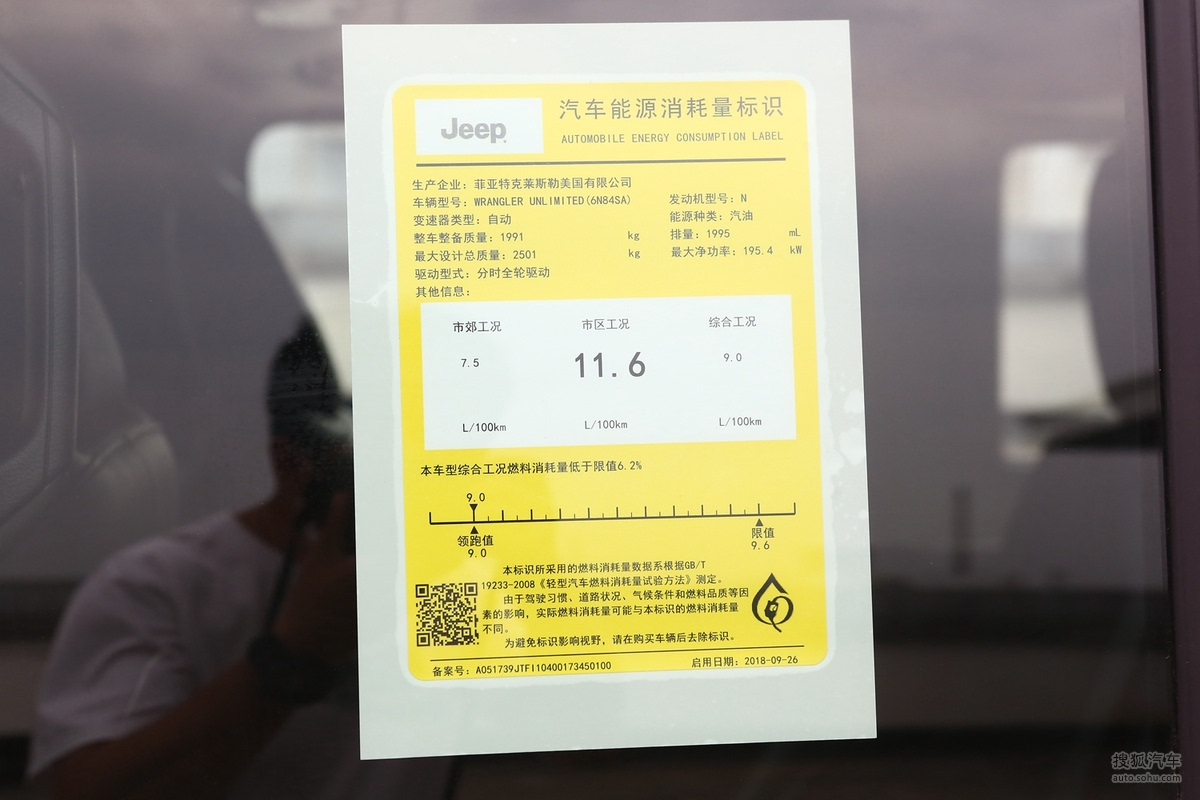 Jeep
汽车能源消耗量标识
AUTOMOBILE ENERGY CONSUMPTION LABEL
生产企业：菲亚特克莱斯勒美国有限公司
车辆型号：WRANGLER UNLIMITED(6N84SA) 发动机型号：N
变速器类型：自动 能源种类：汽油
整车整备质量：1991 kg 排量：1995 mL
最大设计总质量：2501 kg 最大净功率：195.4 kW
驱动型式：分时全轮驱动
其他信息：
市郊工况 市区工况 综合工况
7.5 11.6 9.0
L/100km L/100km L/100km
本车型综合工况燃料消耗量低于限值6.2%
9.0
领跑值 限值
9.0 9.6
本标识所采用的燃料消耗量数据系根据GB/T
19233-2008《轻型汽车燃料消耗量试验方法》测定。
由于驾驶习惯、道路状况、气候条件和燃料品质等因
素的影响，实际燃料消耗量可能与本标识的燃料消耗量
不同。
为避免标识影响视野，请在购买车辆后去除标识。
备案号：A051739JTFI10400173450100 启用日期：2018-09-26
搜狐汽车
auto.sohu.com